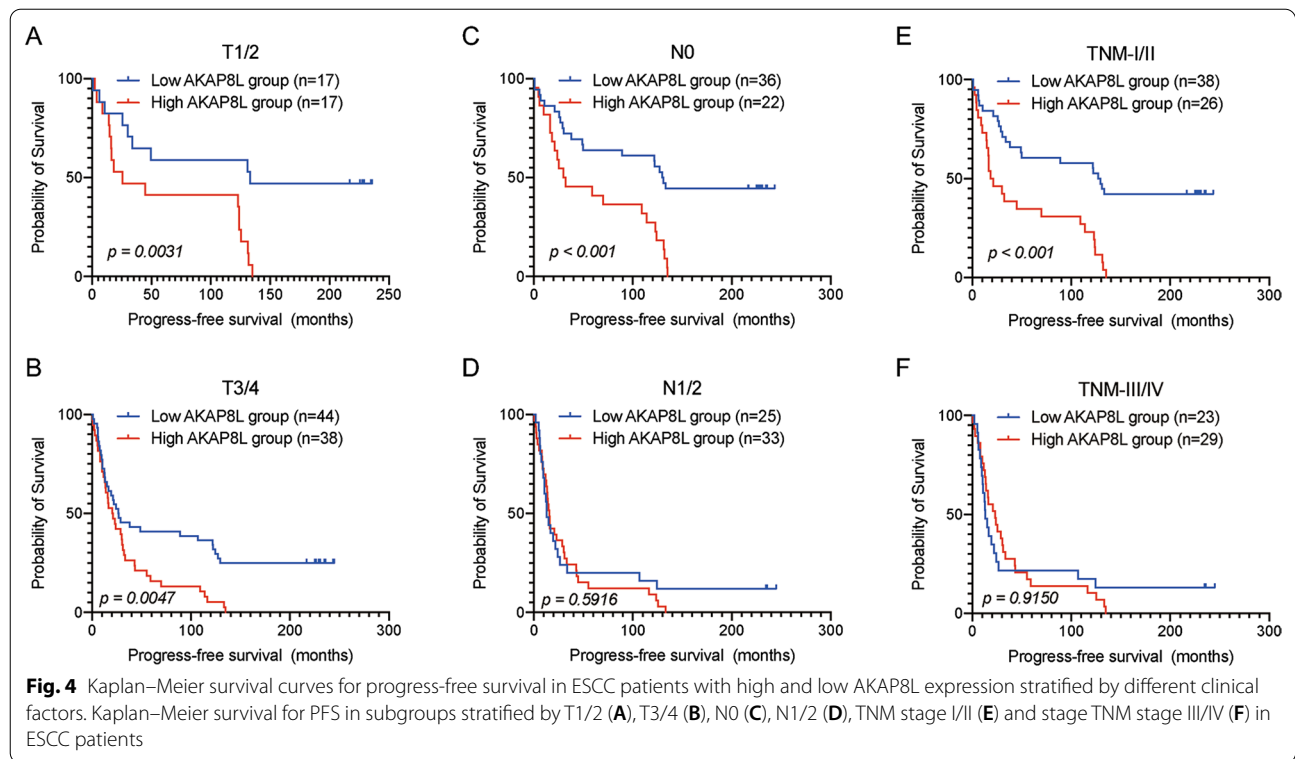 A
T1/2
Low AKAP8L group (n=17)
High AKAP8L group (n=17)
Probability of Survival
100
50
0
p = 0.0031
0 50 100 150 200 250
Progress-free survival (months)
C
N0
Low AKAP8L group (n=36)
High AKAP8L group (n=22)
Probability of Survival
100
50
0
p < 0.001
0 100 200 300
Progress-free survival (months)
E
TNM-I/II
Low AKAP8L group (n=38)
High AKAP8L group (n=26)
Probability of Survival
100
50
0
p < 0.001
0 100 200 300
Progress-free survival (months)
B
T3/4
Low AKAP8L group (n=44)
High AKAP8L group (n=38)
Probability of Survival
100
50
0
p = 0.0047
0 100 200 300
Progress-free survival (months)
D
N1/2
Low AKAP8L group (n=25)
High AKAP8L group (n=33)
Probability of Survival
100
50
0
p = 0.5916
0 100 200 300
Progress-free survival (months)
F
TNM-III/IV
Low AKAP8L group (n=23)
High AKAP8L group (n=29)
Probability of Survival
100
50
0
p = 0.9150
0 100 200 300
Progress-free survival (months)
Fig. 4 Kaplan–Meier survival curves for progress-free survival in ESCC patients with high and low AKAP8L expression stratified by different clinical
factors. Kaplan–Meier survival for PFS in subgroups stratified by T1/2 (A), T3/4 (B), N0 (C), N1/2 (D), TNM stage I/II (E) and stage TNM stage III/IV (F) in
ESCC patients